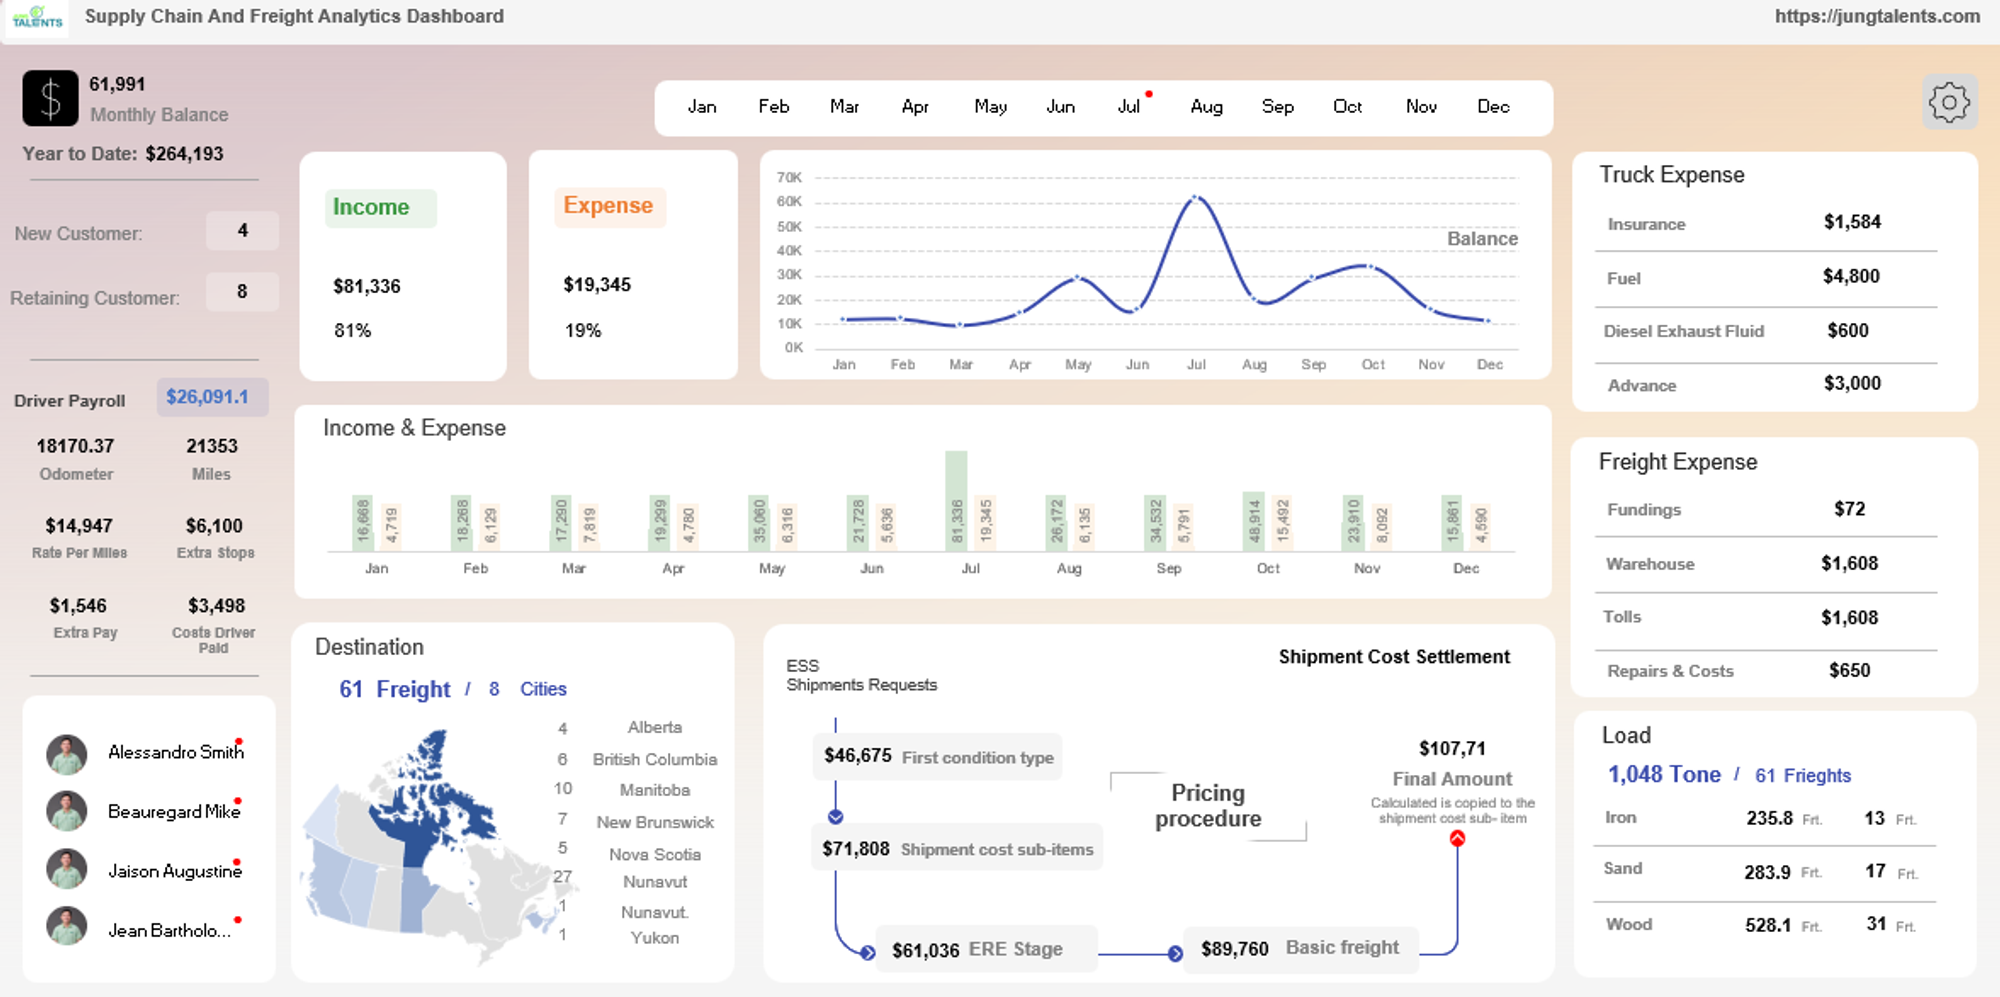 TALENTS
Supply Chain And Freight Analytics Dashboard
https://jungtalents.com
$
61,991
Monthly Balance
Year to Date: $264,193
Jan Feb Mar Apr May Jun Jul Aug Sep Oct Nov Dec
New Customer: 4
Retaining Customer: 8
Income
$81,336
81%
Expense
$19,345
19%
70K
60K
50K
40K
30K
20K
10K
0K
Balance
Jan Feb Mar Apr May Jun Jul Aug Sep Oct Nov Dec
Truck Expense
Insurance $1,584
Fuel $4,800
Diesel Exhaust Fluid $600
Advance $3,000
Driver Payroll $26,091.1
18170.37 21353
Odometer Miles
$14,947 $6,100
Rate Per Miles Extra Stops
$1,546 $3,498
Extra Pay Costs Driver
Paid
Income & Expense
16,668 4,719 18,268 6,129 17,290 7,819 19,299 4,780 35,060 6,316 21,728 5,636 81,336 19,345 26,172 6,135 34,532 5,791 48,914 15,492 23,910 8,092 15,861 4,590
Jan Feb Mar Apr May Jun Jul Aug Sep Oct Nov Dec
Freight Expense
Fundings $72
Warehouse $1,608
Tolls $1,608
Repairs & Costs $650
Alessandro Smith
Beauregard Mike
Jaison Augustine
Jean Bartholo...
Destination
61 Freight / 8 Cities
4 Alberta
6 British Columbia
10 Manitoba
7 New Brunswick
5 Nova Scotia
27 Nunavut
1 Nunavut.
1 Yukon
Shipment Cost Settlement
ESS
Shipments Requests
$46,675 First condition type
$71,808 Shipment cost sub-items
$61,036 ERE Stage
$89,760 Basic freight
Pricing
procedure
$107,71
Final Amount
Calculated is copied to the
shipment cost sub- item
Load
1,048 Tone / 61 Frieghts
Iron 235.8 Frt. 13 Frt.
Sand 283.9 Frt. 17 Frt.
Wood 528.1 Frt. 31 Frt.